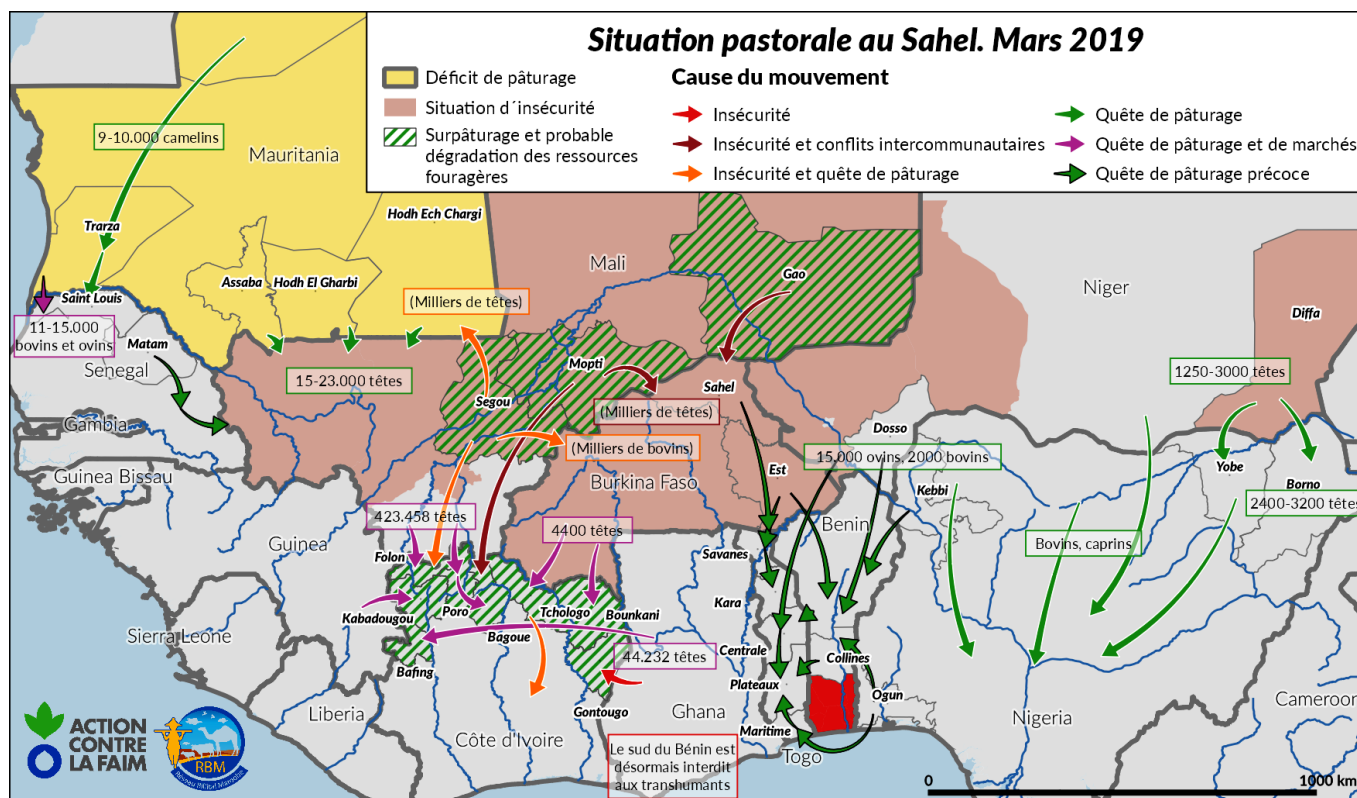 Situation pastorale au Sahel. Mars 2019
Déficit de pâturage
Situation d´insécurité
Surpâturage et probable
dégradation des ressources
fouragères
Cause du mouvement
Insécurité
Insécurité et conflits intercommunautaires
Insécurité et quête de pâturage
Quête de pâturage
Quête de pâturage et de marchés
Quête de pâturage précoce
9-10.000 camelins
Mauritania
Hodh Ech Chargi
Trarza
Assaba
Hodh El Gharbi
Mali
Gao
Niger
Diffa
Saint Louis
(Milliers de têtes)
11-15.000
bovins et ovins
Matam
Senegal
15-23.000 têtes
Mopti
Sahel
1250-3000 têtes
Segou
(Milliers de têtes)
Gambia
Dosso
(Milliers de bovins)
15.000 ovins, 2000 bovins
Est
Yobe
Guinea Bissau
Burkina Faso
Kebbi
Borno
2400-3200 têtes
423.458 têtes
4400 têtes
Benin
Guinea
Bovins, caprins
Folon
Savanes
Kabadougou
Poro
Tchologo
Bounkani
Kara
Sierra Leone
Bagoue
Bafing
44.232 têtes
Centrale
Collines
Plateaux
Ogun
Liberia
Gontougo
Ghana
Nigeria
Cameroon
Maritime
Côte d'Ivoire
Togo
Le sud du Bénin est
désormais interdit
aux transhumants
ACTION
CONTRE
LA FAIM
RBM
Réseau Billital Maroobé
0
1000 km